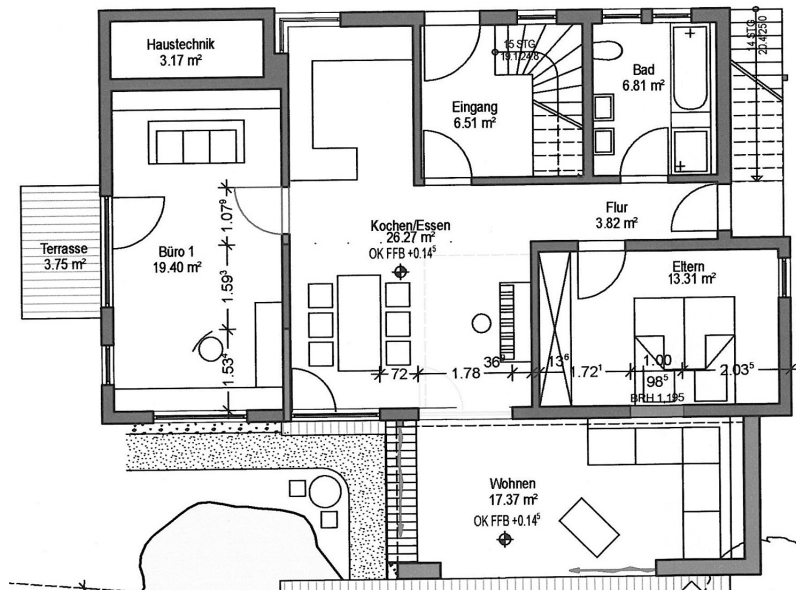 Haustechnik
3.17 m²
15 STG
19.1/24.8
14 STG
20.4/25.0
Eingang
6.51 m²
Bad
6.81 m²
Terrasse
3.75 m²
Büro 1
19.40 m²
1.07⁹
1.59³
1.53⁴
Kochen/Essen
26.27 m²
OK FFB +0.14⁵
Flur
3.82 m²
Eltern
13.31 m²
72
1.78
36⁹
13⁶
1.72¹
1.00
98⁵
2.03⁵
BRH 1,195
Wohnen
17.37 m²
OK FFB +0.14⁵